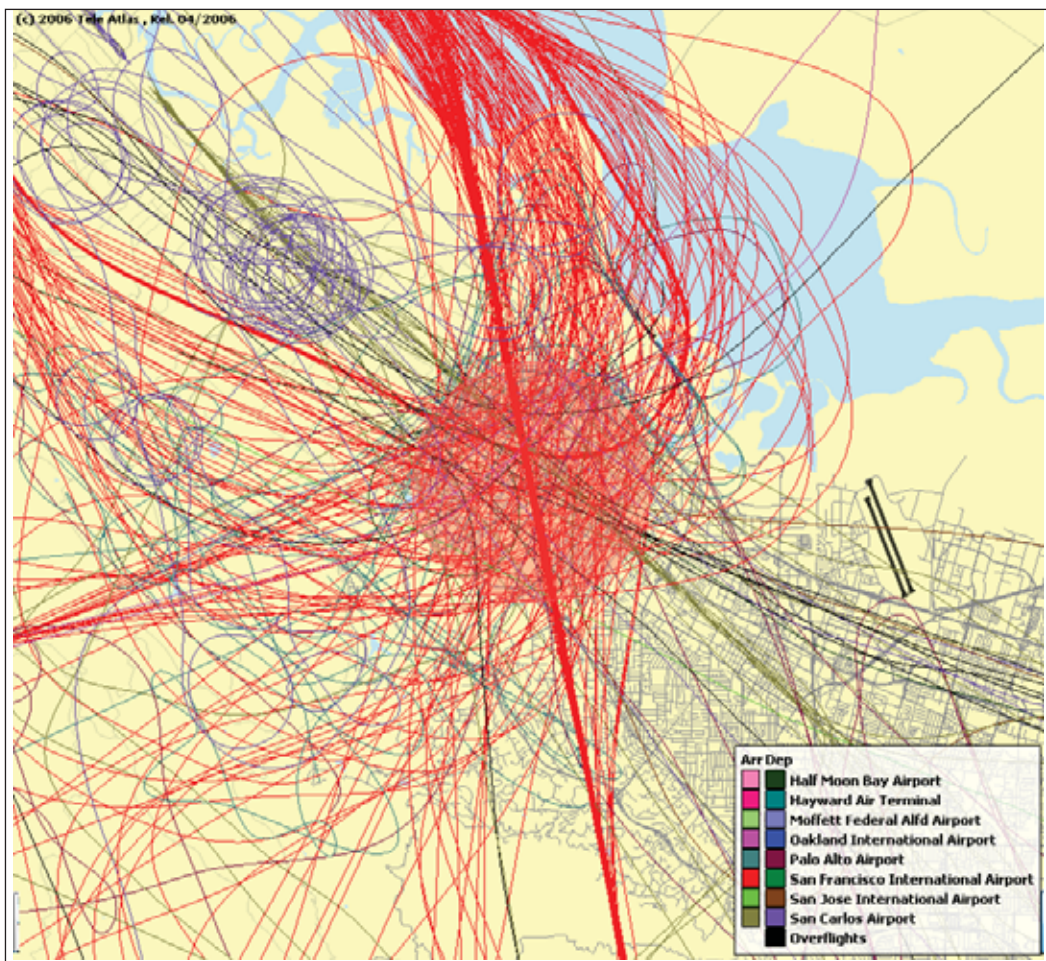 (c) 2006 Tele Atlas , Rel. 04/2006
Arr Dep
Half Moon Bay Airport
Hayward Air Terminal
Moffett Federal Alfd Airport
Oakland International Airport
Palo Alto Airport
San Francisco International Airport
San Jose International Airport
San Carlos Airport
Overflights